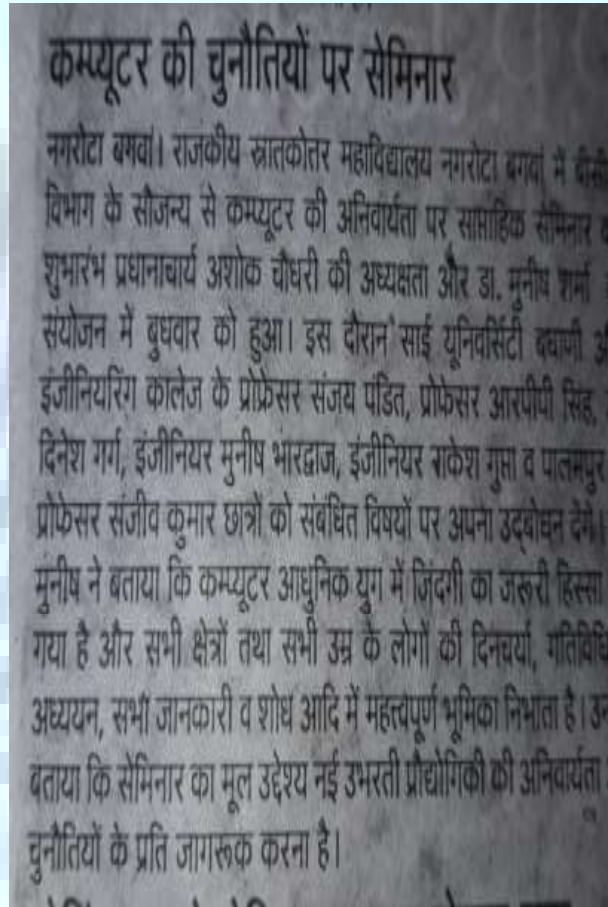 कम्प्यूटर की चुनौतियों पर सेमिनार
नगरोटा बगवां। राजकीय स्नातकोतर महाविद्यालय नगरोटा बगवां में
विभाग के सौजन्य से कम्प्यूटर की अनिवार्यता पर साप्ताहिक सेमिनार
शुभारंभ प्रधानाचार्य अशोक चौधरी की अध्यक्षता और डा. मुनीष शर्मा
संयोजन में बुधवार को हुआ। इस दौरान साई यूनिवर्सिटी
इंजीनियरिंग कालेज के प्रोफ्रेसर संजय पंडित, प्रोफेसर आरपीपी सिंह,
दिनेश गर्ग, इंजीनियर मुनीष भारद्वाज, इंजीनियर राकेश गुप्ता व पालमपुर
प्रोफेसर संजीव कुमार छात्रों को संबंधित विषयों पर अपना उद्बोधन देंगे।
मुनीष ने बताया कि कम्प्यूटर आधुनिक युग में जिंदगी का जरूरी हिस्सा
गया है और सभी क्षेत्रों तथा सभी उम्र के लोगों की दिनचर्या,
अध्ययन, सभी जानकारी व शोध आदि में महत्त्वपूर्ण भूमिका निभाता है।
बताया कि सेमिनार का मूल उद्देश्य नई उभरती प्रौद्योगिकी की अनिवार्यता
चुनौतियों के प्रति जागरूक करना है।